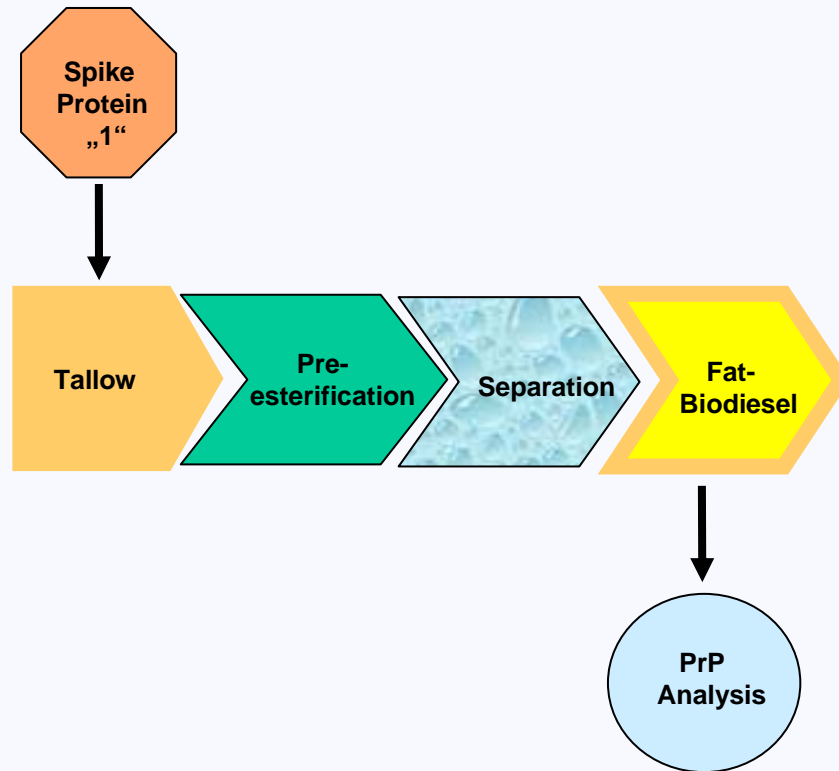 Spike
Protein
„1“
Tallow
Pre-
esterification
Separation
Fat-
Biodiesel
PrP
Analysis